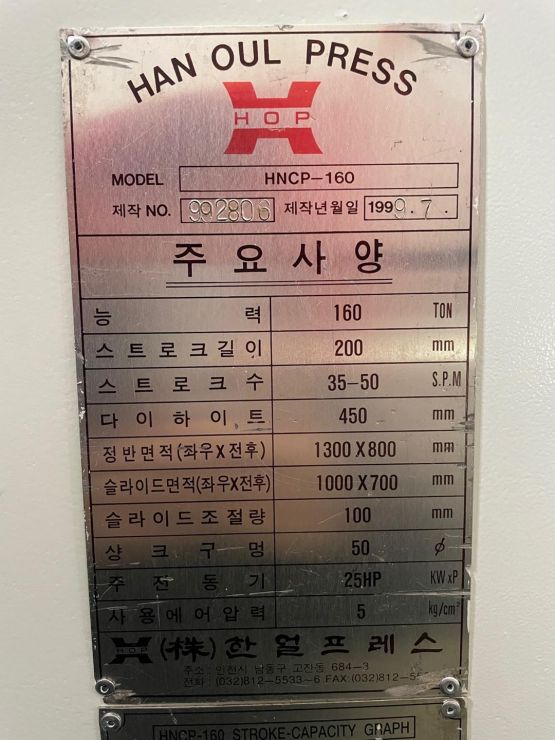 HAN OUL PRESS
HOP
MODEL HNCP-160
제작 NO. 992806 제작년월일 1999.7.
주요사양
능력 160 TON
스트로크길이 200 mm
스트로크수 35-50 S.P.M
다이하이트 450 mm
정반면적(좌우X전후) 1300X800 mm
슬라이드면적(좌우X전후) 1000X700 mm
슬라이드조절량 100 mm
샹크구멍 50 ø
주전동기 25HP KW xP
사용에어압력 5 kg/cm²
HOP (株)한얼프레스
주소: 인천시 남동구 고잔동 684-3
전화: (032)812-5533~6 FAX:(032)812-5
HNCP-160 STROKE-CAPACITY GRAPH